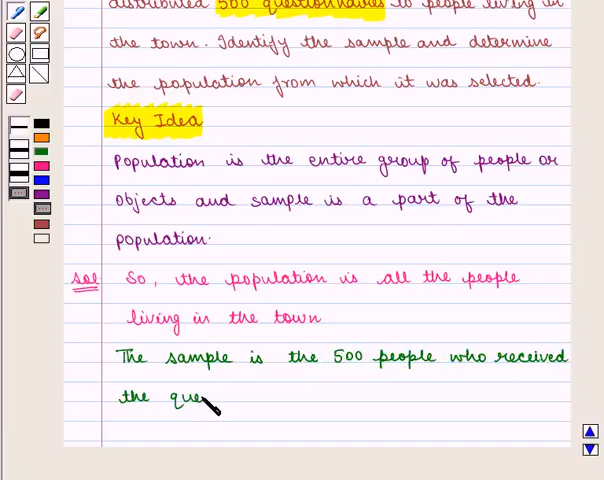 distributed 500 questionnaires to people living in
the town. Identify the sample and determine
the population from which it was selected.
Key Idea
Population is the entire group of people or
objects and sample is a part of the
population.
Sol. So, the population is all the people
living in the town
The sample is the 500 people who received
the que